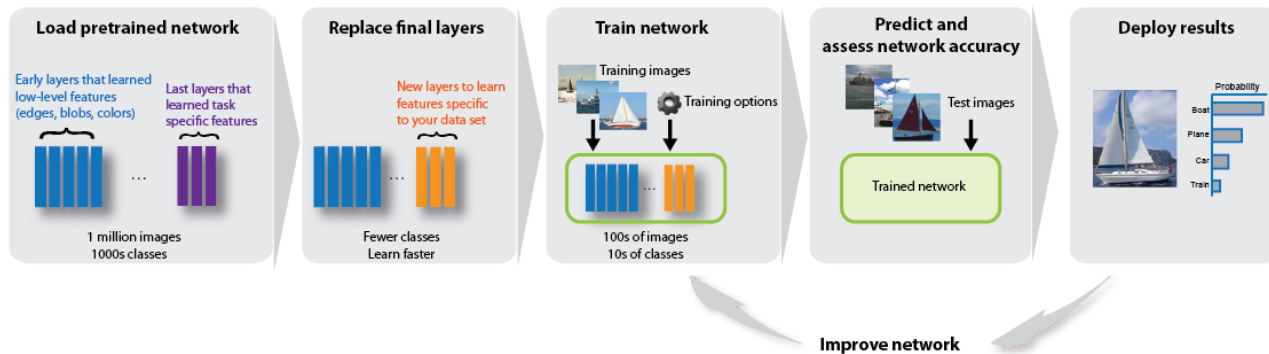 Load pretrained network
Early layers that learned
low-level features
(edges, blobs, colors)
Last layers that
learned task
specific features
...
1 million images
1000s classes
Replace final layers
New layers to learn
features specific
to your data set
...
Fewer classes
Learn faster
Train network
Training images
Training options
...
100s of images
10s of classes
Predict and
assess network accuracy
Test images
Trained network
Deploy results
Probability
Boat
Plane
Car
Train
Improve network